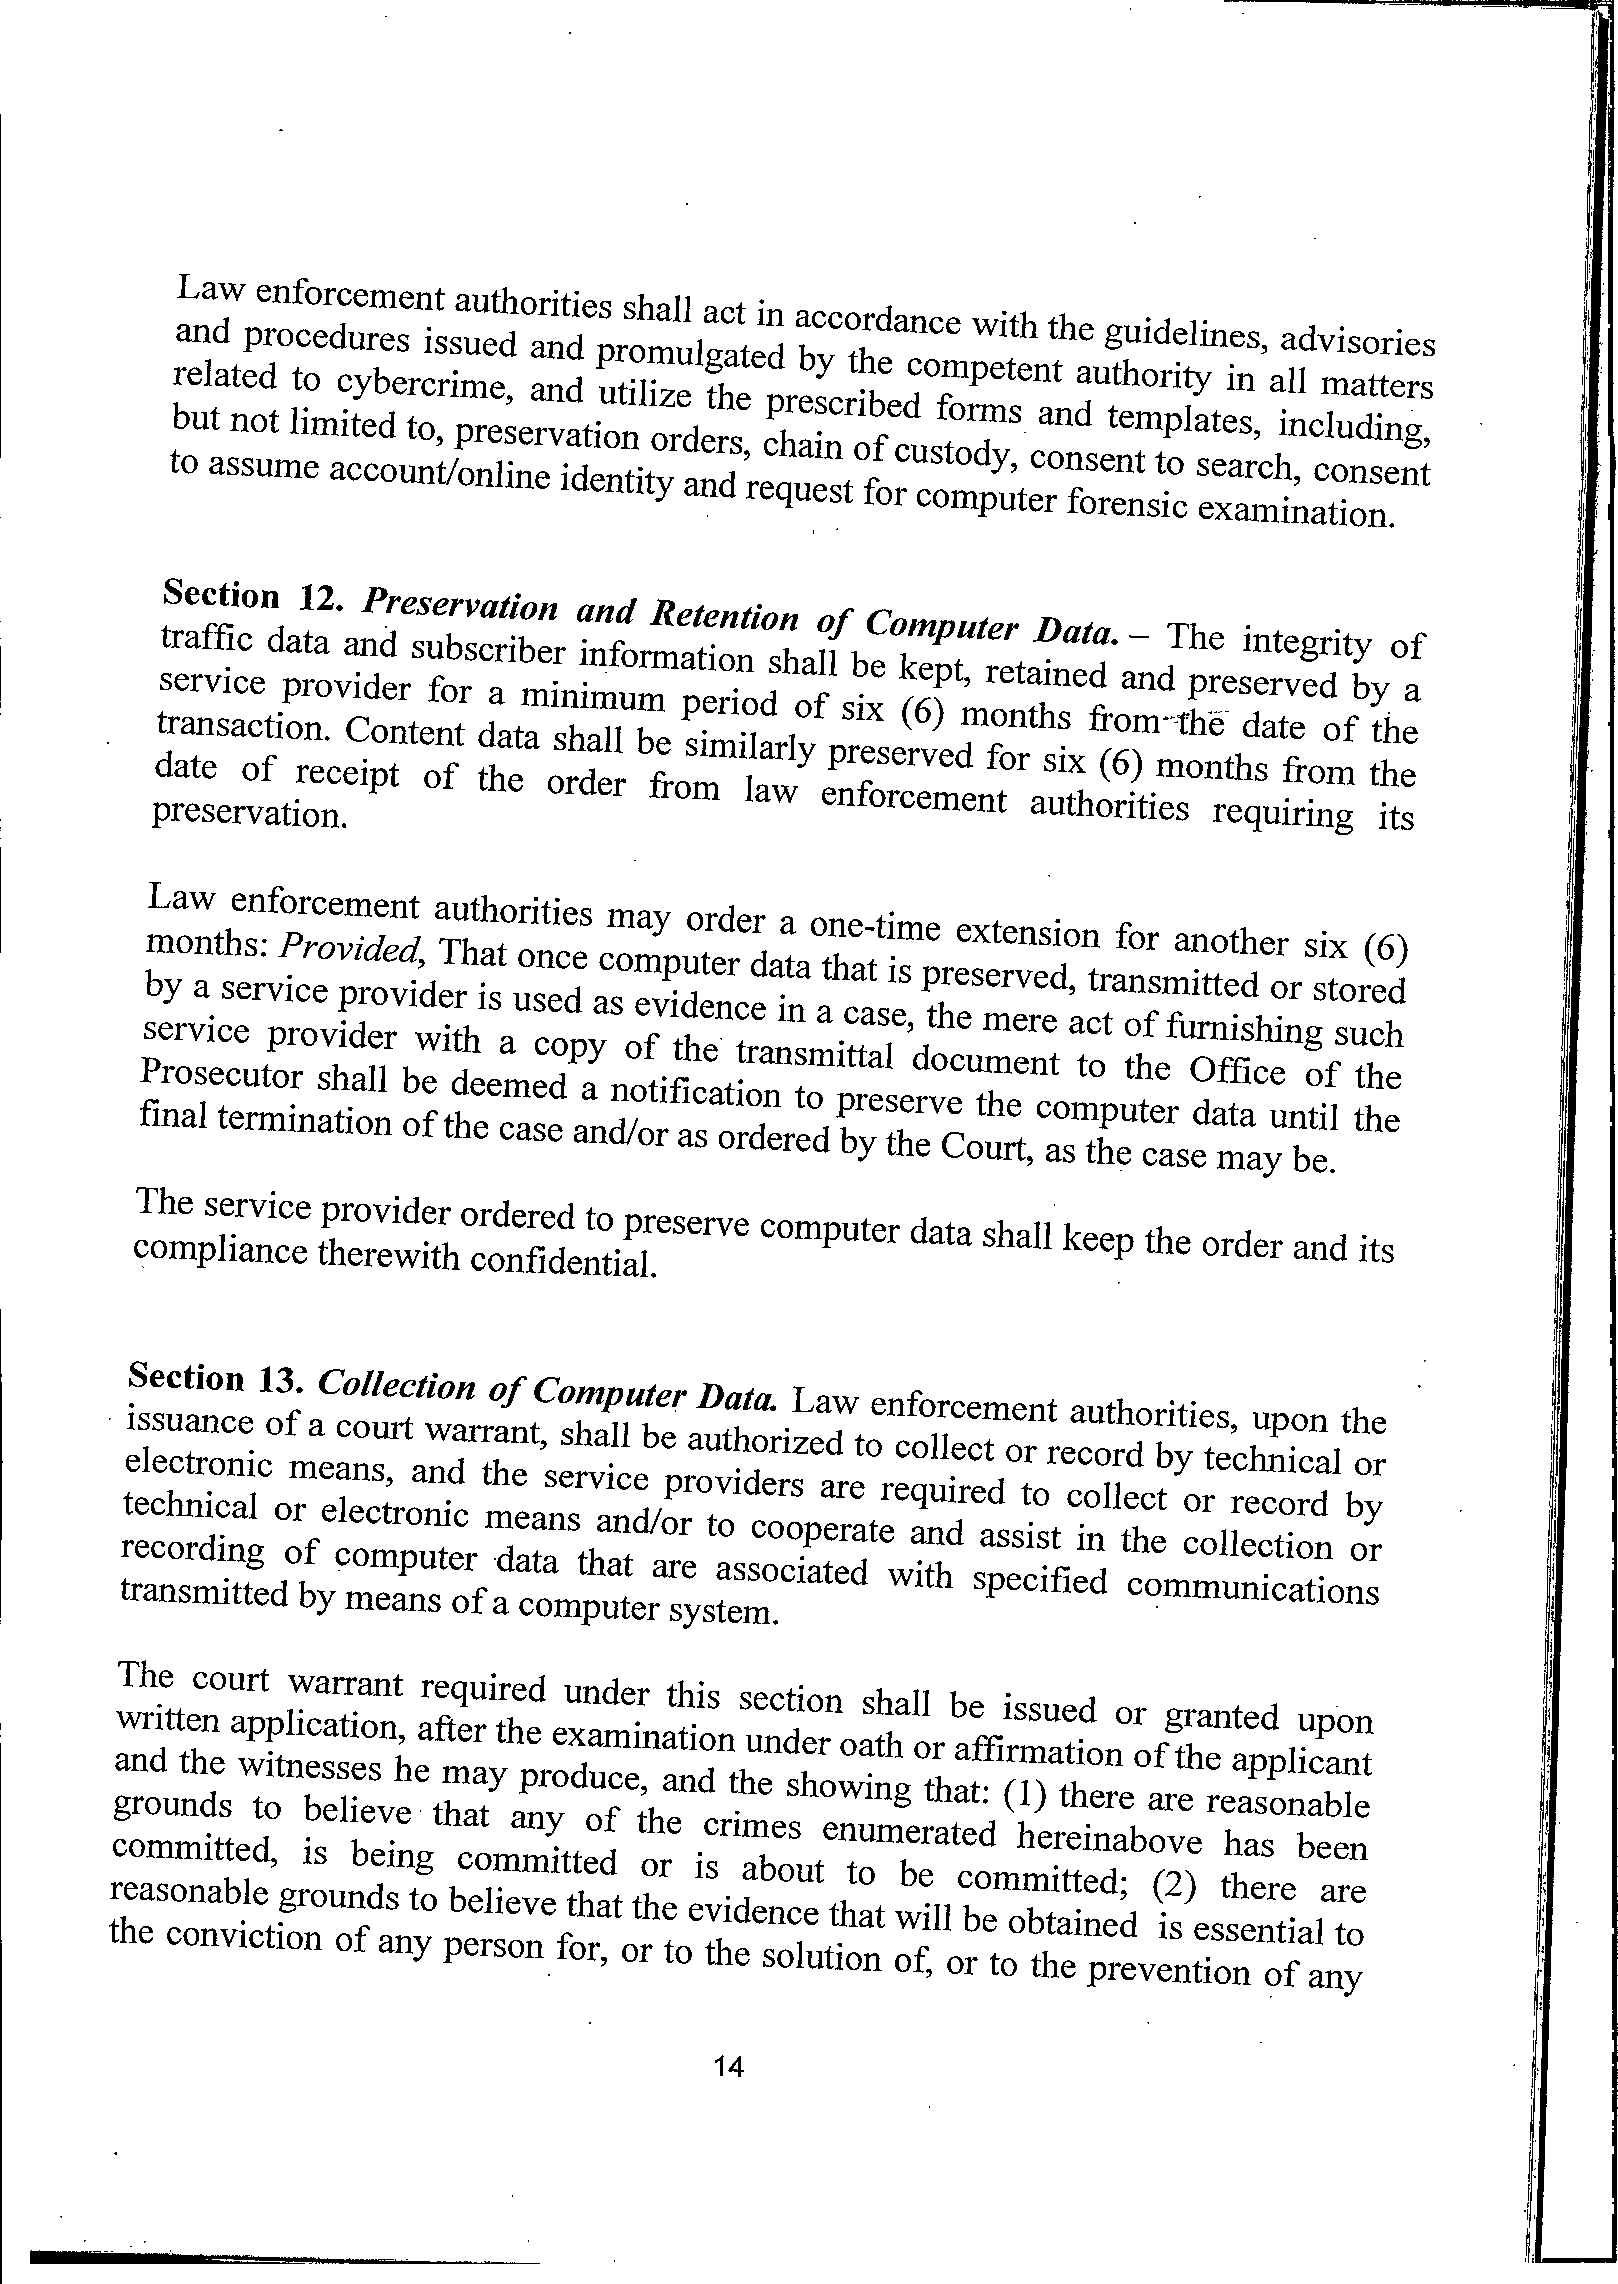 Law enforcement authorities shall act in accordance with the guidelines, advisories
and procedures issued and promulgated by the competent authority in all matters
related to cybercrime, and utilize the prescribed forms and templates, including,
but not limited to, preservation orders, chain of custody, consent to search, consent
to assume account/online identity and request for computer forensic examination.
Section 12. Preservation and Retention of Computer Data. – The integrity of
traffic data and subscriber information shall be kept, retained and preserved by a
service provider for a minimum period of six (6) months from the date of the
transaction. Content data shall be similarly preserved for six (6) months from the
date of receipt of the order from law enforcement authorities requiring its
preservation.
Law enforcement authorities may order a one-time extension for another six (6)
months: Provided, That once computer data that is preserved, transmitted or stored
by a service provider is used as evidence in a case, the mere act of furnishing such
service provider with a copy of the transmittal document to the Office of the
Prosecutor shall be deemed a notification to preserve the computer data until the
final termination of the case and/or as ordered by the Court, as the case may be.
The service provider ordered to preserve computer data shall keep the order and its
compliance therewith confidential.
Section 13. Collection of Computer Data. Law enforcement authorities, upon the
issuance of a court warrant, shall be authorized to collect or record by technical or
electronic means, and the service providers are required to collect or record by
technical or electronic means and/or to cooperate and assist in the collection or
recording of computer data that are associated with specified communications
transmitted by means of a computer system.
The court warrant required under this section shall be issued or granted upon
written application, after the examination under oath or affirmation of the applicant
and the witnesses he may produce, and the showing that: (1) there are reasonable
grounds to believe that any of the crimes enumerated hereinabove has been
committed, is being committed or is about to be committed; (2) there are
reasonable grounds to believe that the evidence that will be obtained is essential to
the conviction of any person for, or to the solution of, or to the prevention of any
14